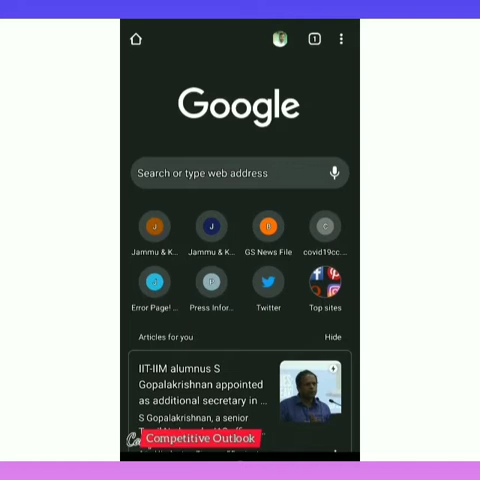 1
Google
Search or type web address
J J D C
Jammu & K... Jammu & K... GS News File covid19cc....
Error Page! ... Press Infor... Twitter Top sites
Articles for you Hide
IIT-IIM alumnus S
Gopalakrishnan appointed
as additional secretary in ...
S Gopalakrishnan, a senior
Competitive Outlook